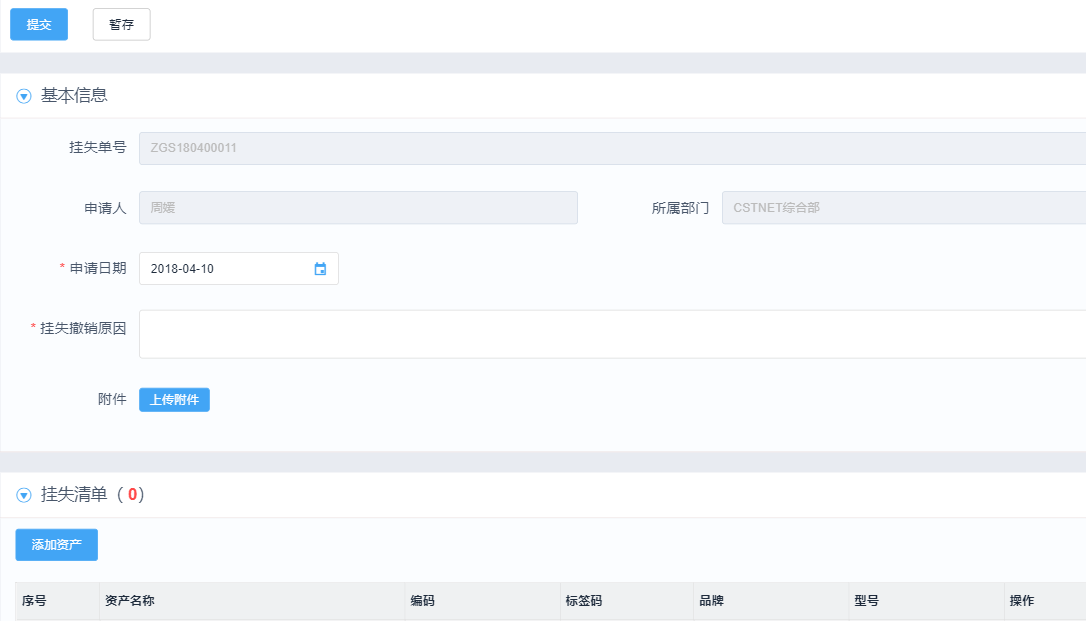 提交 暂存
基本信息
挂失单号 ZGS180400011
申请人 周媛 所属部门 CSTNET综合部
* 申请日期 2018-04-10
* 挂失撤销原因
附件 上传附件
挂失清单（0）
添加资产
序号 资产名称 编码 标签码 品牌 型号 操作